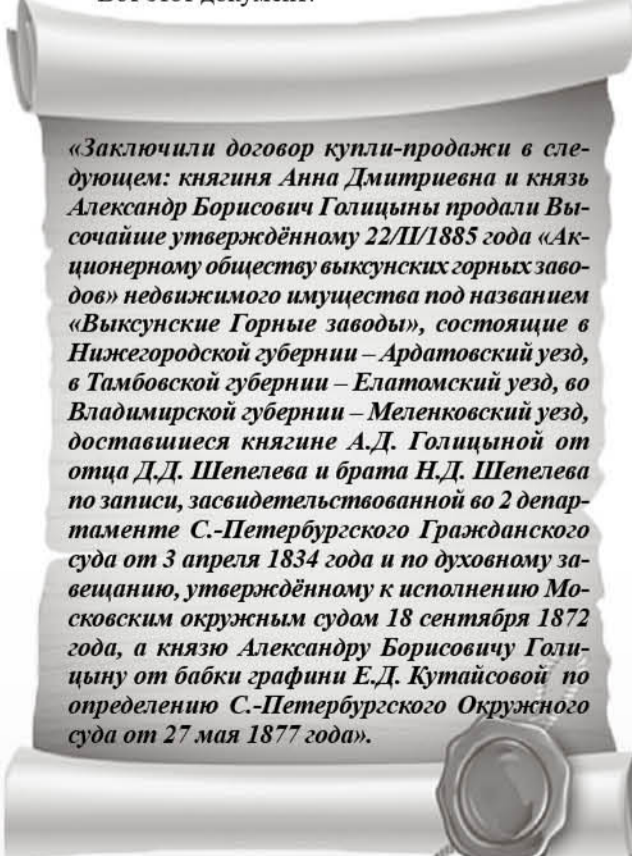 «Заключили договор купли-продажи в сле-
дующем: княгиня Анна Дмитриевна и князь
Александр Борисович Голицыны продали Вы-
сочайше утверждённому 22/II/1885 года «Ак-
ционерному обществу выксунских горных заво-
дов» недвижимого имущества под названием
«Выксунские Горные заводы», состоящие в
Нижегородской губернии – Ардатовский уезд,
в Тамбовской губернии – Елатомский уезд, во
Владимирской губернии – Меленковский уезд,
доставшиеся княгине А.Д. Голицыной от
отца Д.Д. Шепелева и брата Н.Д. Шепелева
по записи, засвидетельствованной во 2 депар-
таменте С.-Петербургского Гражданского
суда от 3 апреля 1834 года и по духовному за-
вещанию, утверждённому к исполнению Мо-
сковским окружным судом 18 сентября 1872
года, а князю Александру Борисовичу Голи-
цыну от бабки графини Е.Д. Кутайсовой по
определению С.-Петербургского Окружного
суда от 27 мая 1877 года».